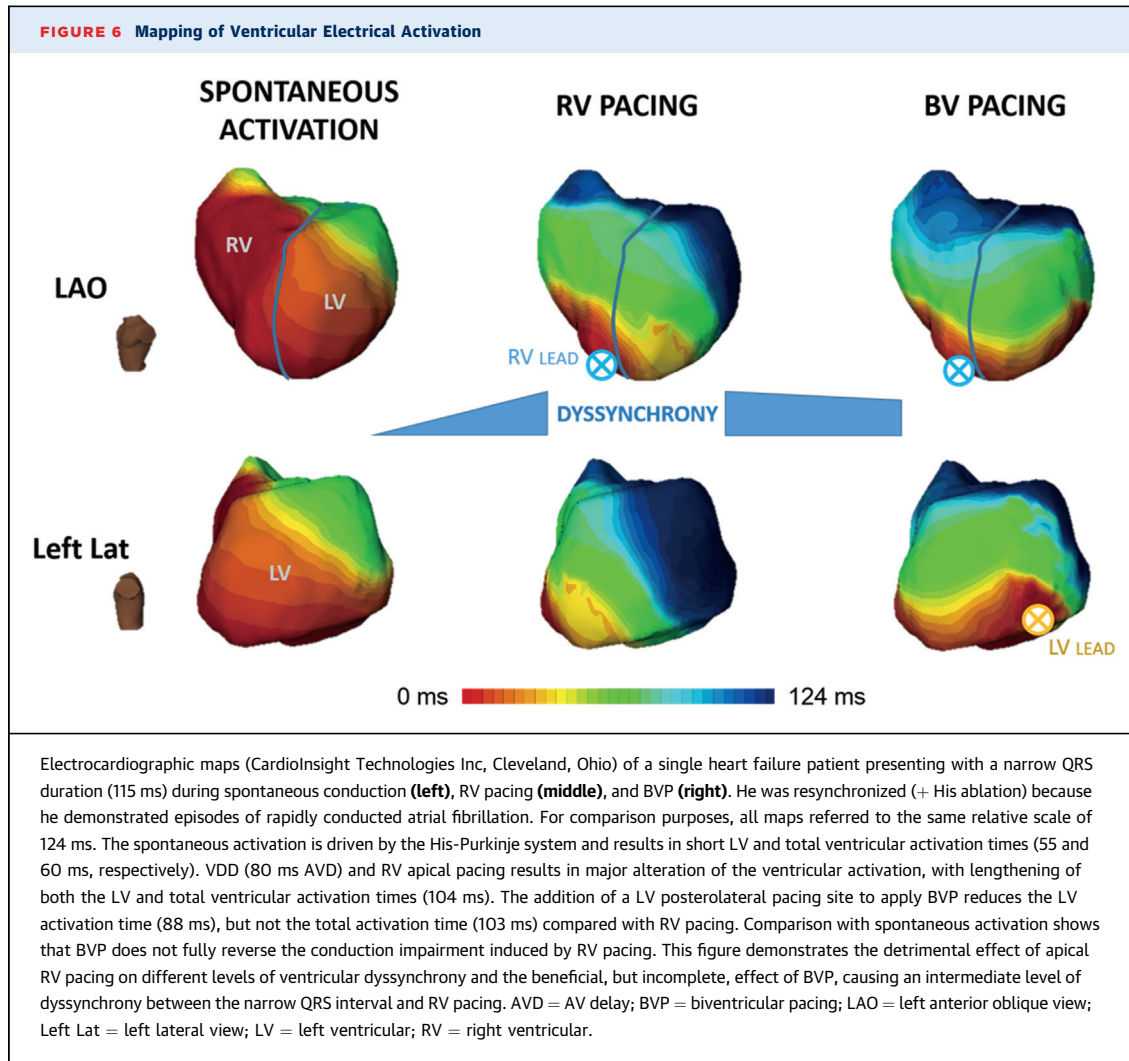 FIGURE 6 Mapping of Ventricular Electrical Activation
SPONTANEOUS
ACTIVATION
RV PACING
BV PACING
LAO
RV
LV
RV LEAD
DYSSYNCHRONY
Left Lat
LV
LV LEAD
0 ms
124 ms
Electrocardiographic maps (CardioInsight Technologies Inc, Cleveland, Ohio) of a single heart failure patient presenting with a narrow QRS
duration (115 ms) during spontaneous conduction (left), RV pacing (middle), and BVP (right). He was resynchronized (+ His ablation) because
he demonstrated episodes of rapidly conducted atrial fibrillation. For comparison purposes, all maps referred to the same relative scale of
124 ms. The spontaneous activation is driven by the His-Purkinje system and results in short LV and total ventricular activation times (55 and
60 ms, respectively). VDD (80 ms AVD) and RV apical pacing results in major alteration of the ventricular activation, with lengthening of
both the LV and total ventricular activation times (104 ms). The addition of a LV posterolateral pacing site to apply BVP reduces the LV
activation time (88 ms), but not the total activation time (103 ms) compared with RV pacing. Comparison with spontaneous activation shows
that BVP does not fully reverse the conduction impairment induced by RV pacing. This figure demonstrates the detrimental effect of apical
RV pacing on different levels of ventricular dyssynchrony and the beneficial, but incomplete, effect of BVP, causing an intermediate level of
dyssynchrony between the narrow QRS interval and RV pacing. AVD = AV delay; BVP = biventricular pacing; LAO = left anterior oblique view;
Left Lat = left lateral view; LV = left ventricular; RV = right ventricular.